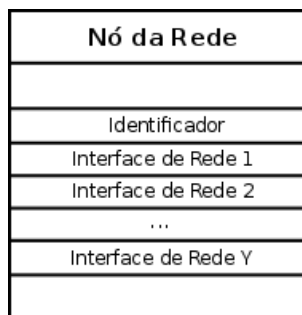 Nó da Rede
Identificador
Interface de Rede 1
Interface de Rede 2
...
Interface de Rede Y